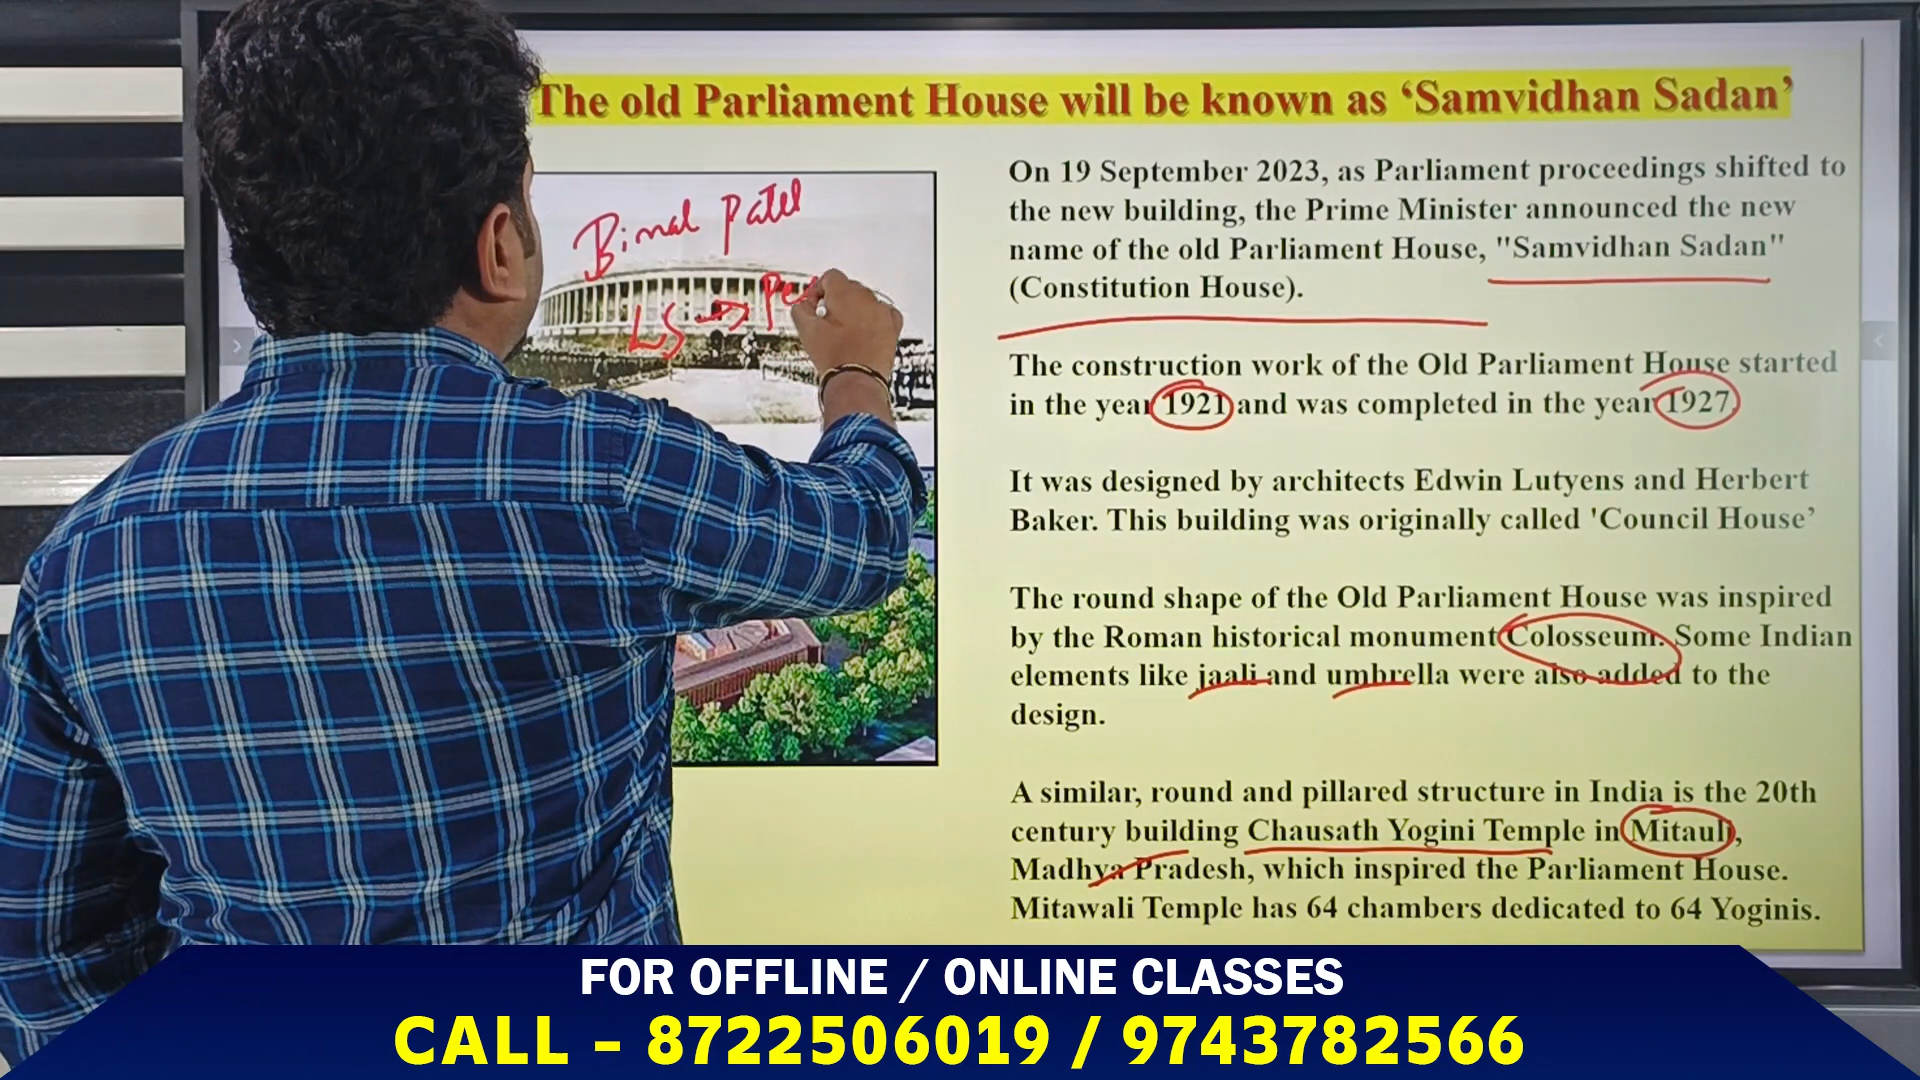 The old Parliament House will be known as ‘Samvidhan Sadan’
Bimal Patel
LS → Pe
On 19 September 2023, as Parliament proceedings shifted to
the new building, the Prime Minister announced the new
name of the old Parliament House, "Samvidhan Sadan"
(Constitution House).
The construction work of the Old Parliament House started
in the year 1921 and was completed in the year 1927.
It was designed by architects Edwin Lutyens and Herbert
Baker. This building was originally called 'Council House’
The round shape of the Old Parliament House was inspired
by the Roman historical monument Colosseum. Some Indian
elements like jaali and umbrella were also added to the
design.
A similar, round and pillared structure in India is the 20th
century building Chausath Yogini Temple in Mitauli,
Madhya Pradesh, which inspired the Parliament House.
Mitawali Temple has 64 chambers dedicated to 64 Yoginis.
FOR OFFLINE / ONLINE CLASSES
CALL – 8722506019 / 9743782566